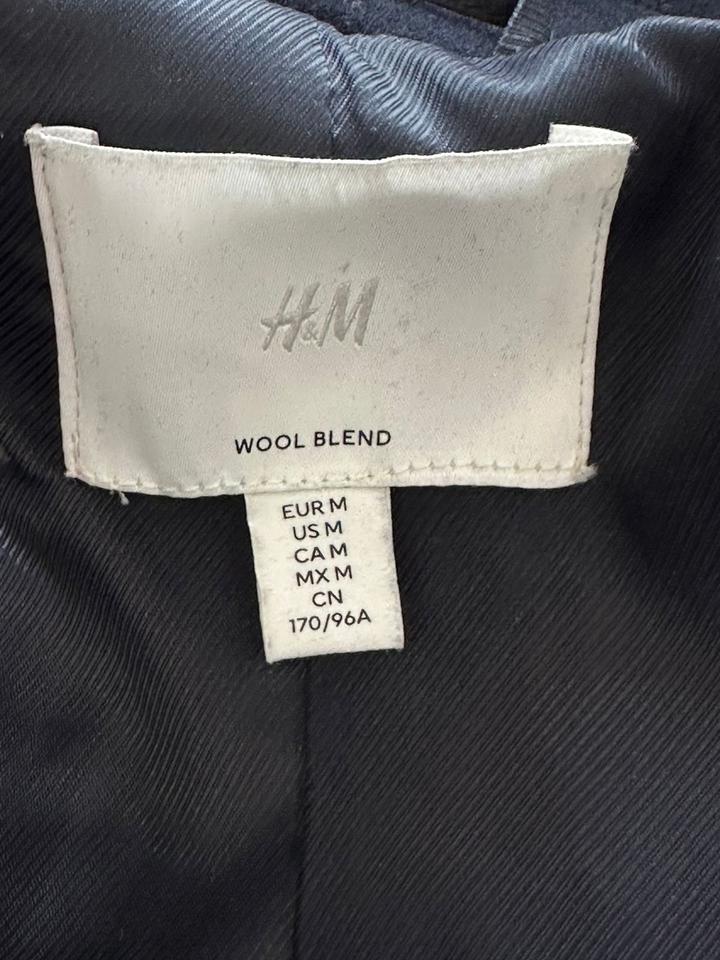 H&M
WOOL BLEND
EUR M
US M
CA M
MX M
CN
170/96A